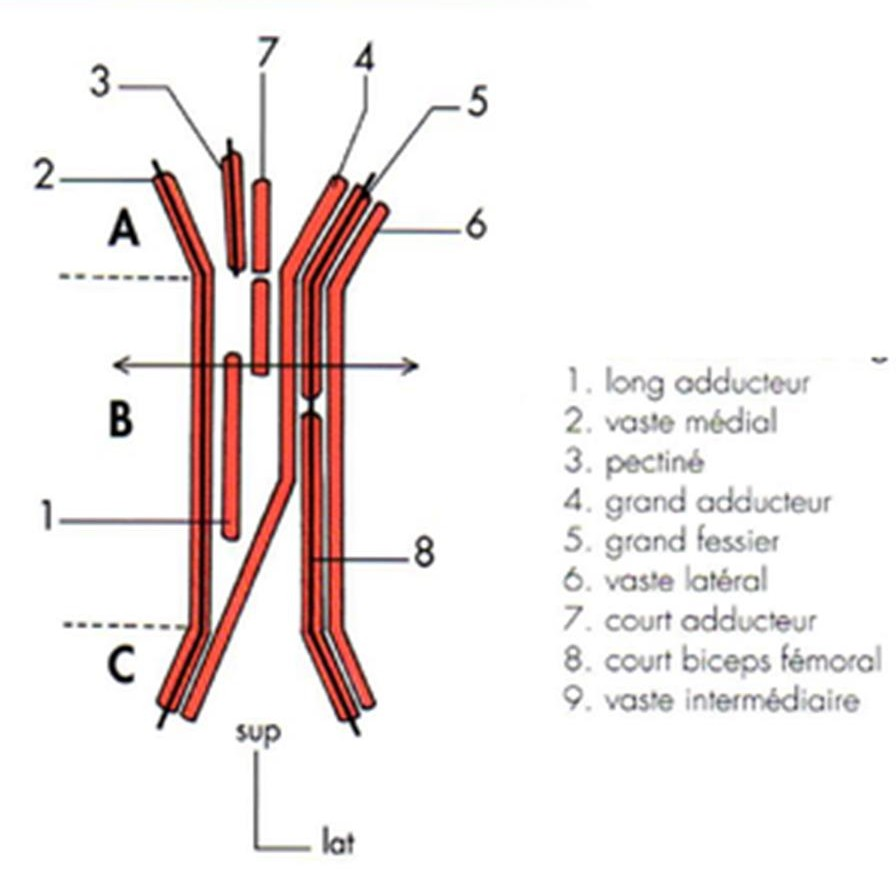 7
4
3
5
2
6
A
B
1
8
C
sup
lat
1. long adducteur
2. vaste médial
3. pectiné
4. grand adducteur
5. grand fessier
6. vaste latéral
7. court adducteur
8. court biceps fémoral
9. vaste intermédiaire